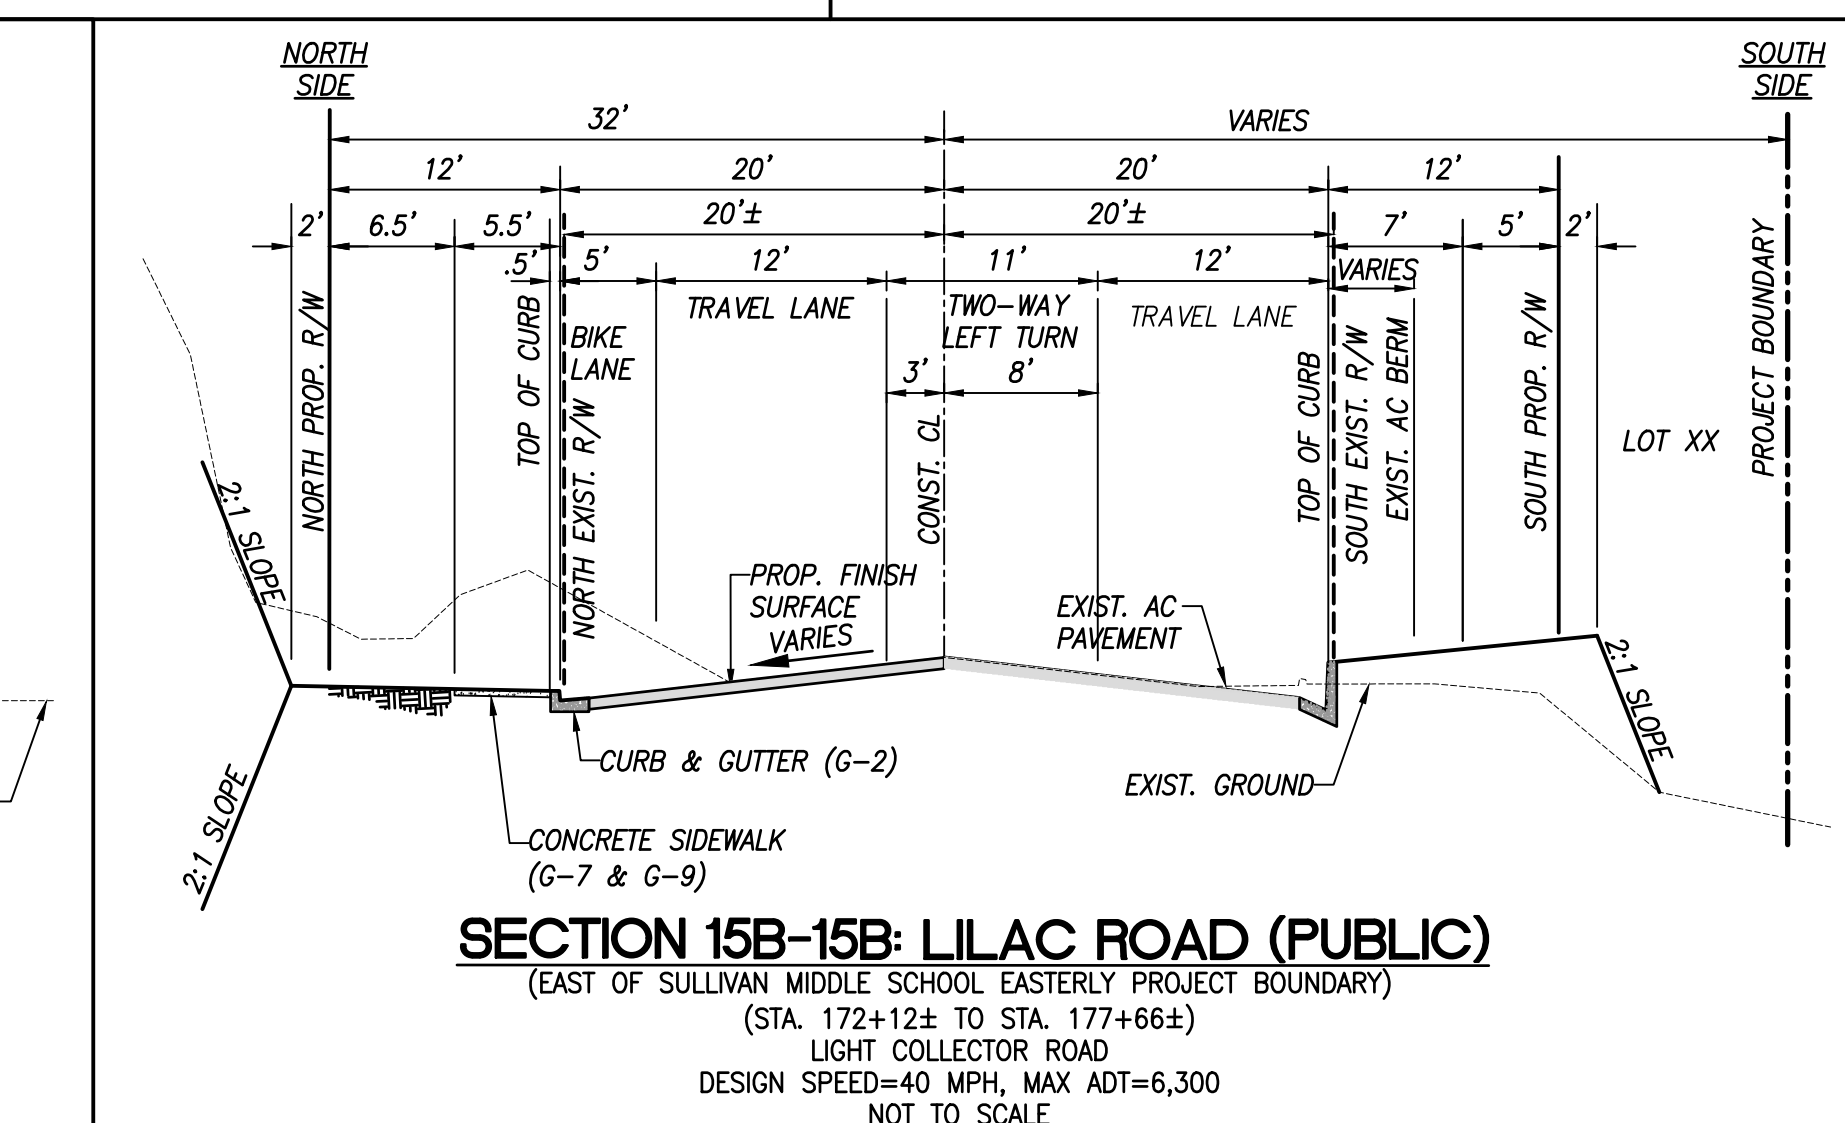 NORTH
SIDE
SOUTH
SIDE
32'
VARIES
12'
20'
20'
12'
2'
6.5'
5.5'
20'±
20'±
7'
5'
2'
.5'
5'
12'
11'
12'
VARIES
TRAVEL LANE
TWO-WAY
LEFT TURN
TRAVEL LANE
BIKE
LANE
3'
8'
NORTH PROP. R/W
TOP OF CURB
NORTH EXIST. R/W
CONST. CL
TOP OF CURB
SOUTH EXIST. R/W
EXIST. AC BERM
SOUTH PROP. R/W
LOT XX
PROJECT BOUNDARY
2:1 SLOPE
PROP. FINISH
SURFACE
VARIES
EXIST. AC
PAVEMENT
2:1 SLOPE
CURB & GUTTER (G-2)
EXIST. GROUND
2:1 SLOPE
CONCRETE SIDEWALK
(G-7 & G-9)
SECTION 15B-15B: LILAC ROAD (PUBLIC)
(EAST OF SULLIVAN MIDDLE SCHOOL EASTERLY PROJECT BOUNDARY)
(STA. 172+12± TO STA. 177+66±)
LIGHT COLLECTOR ROAD
DESIGN SPEED=40 MPH, MAX ADT=6,300
NOT TO SCALE